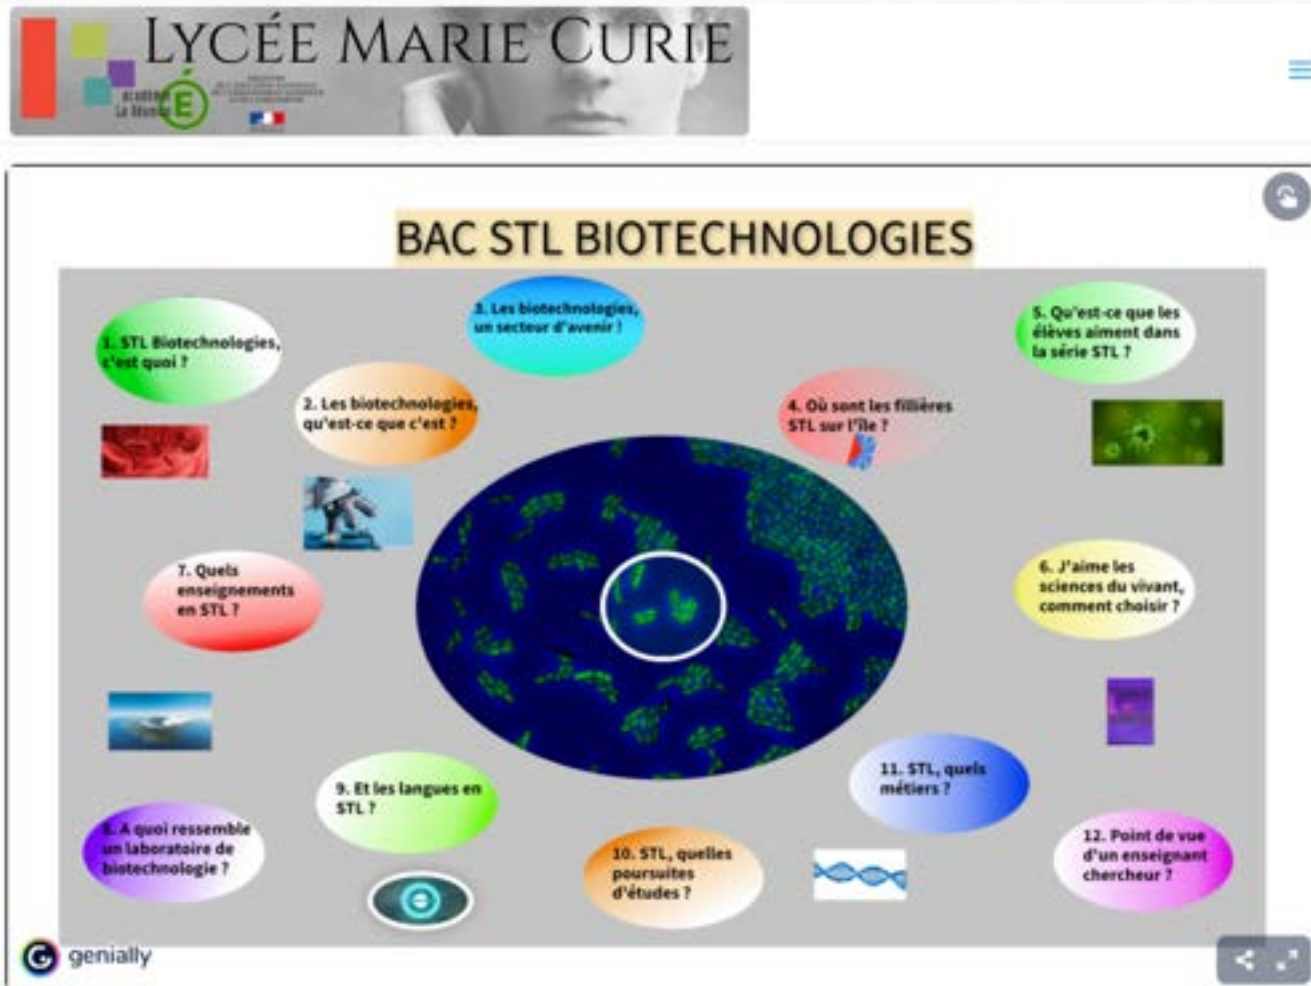 LYCÉE MARIE CURIE
académie
La Réunion
BAC STL BIOTECHNOLOGIES
1. STL Biotechnologies,
c'est quoi ?
2. Les biotechnologies,
qu'est-ce que c'est ?
3. Les biotechnologies,
un secteur d'avenir !
4. Où sont les fillières
STL sur l'île ?
5. Qu'est-ce que les
élèves aiment dans
la série STL ?
6. J'aime les
sciences du vivant,
comment choisir ?
7. Quels
enseignements
en STL ?
8. A quoi ressemble
un laboratoire de
biotechnologie ?
9. Et les langues en
STL ?
10. STL, quelles
poursuites
d'études ?
11. STL, quels
métiers ?
12. Point de vue
d'un enseignant
chercheur ?
genially